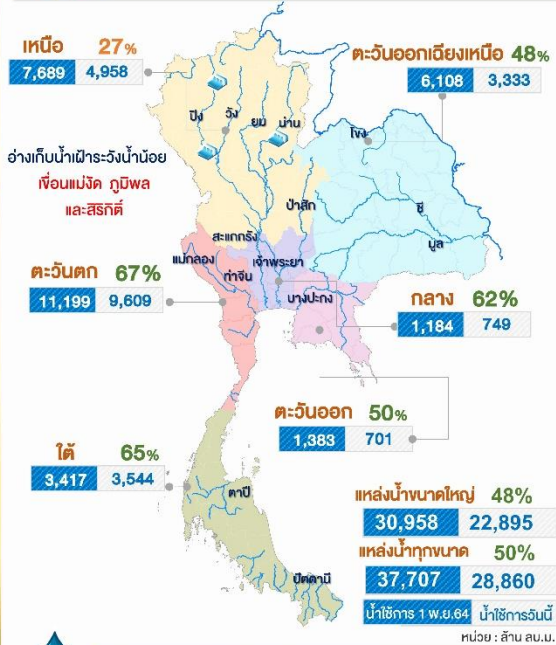 เหนือ 27%
7,689 4,958
ตะวันออกเฉียงเหนือ 48%
6,108 3,333
ปิง
วัง
ยม
น่าน
โขง
อ่างเก็บน้ำเฝ้าระวังน้ำน้อย
เขื่อนแม่งัด ภูมิพล
และสิริกิติ์
ป่าสัก
ชี
มูล
สะแกกรัง
แม่กลอง
ท่าจีน
เจ้าพระยา
บางปะกง
ตะวันตก 67%
11,199 9,609
กลาง 62%
1,184 749
ตะวันออก 50%
1,383 701
ใต้ 65%
3,417 3,544
ตาปี
ปัตตานี
แหล่งน้ำขนาดใหญ่ 48%
30,958 22,895
แหล่งน้ำทุกขนาด 50%
37,707 28,860
น้ำใช้การ 1 พ.ย.64 น้ำใช้การวันนี้
หน่วย : ล้าน ลบ.ม.